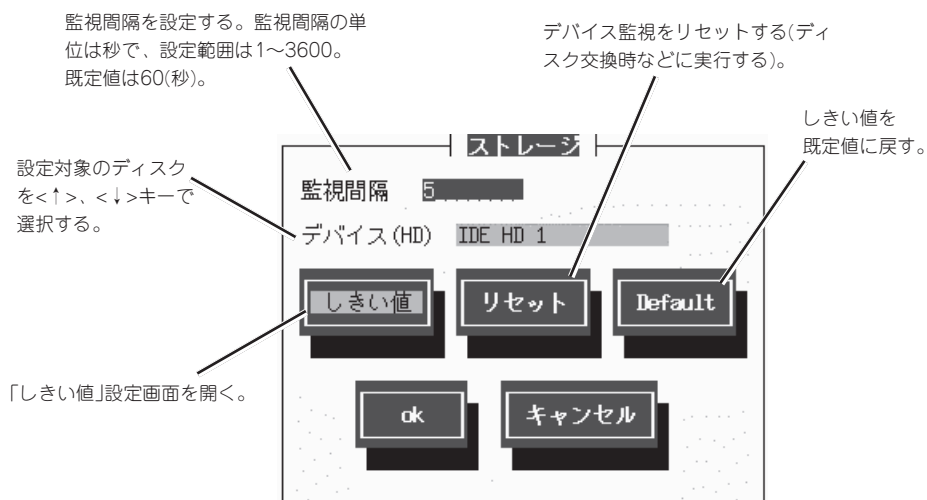 監視間隔を設定する。監視間隔の単
位は秒で、設定範囲は1～3600。
既定値は60(秒)。
デバイス監視をリセットする(ディ
スク交換時などに実行する)。
しきい値を
既定値に戻す。
設定対象のディスク
を<↑>、<↓>キーで
選択する。
「しきい値」設定画面を開く。
ストレージ
監視間隔 5
デバイス(HD) IDE HD 1
しきい値 リセット Default
ok キャンセル